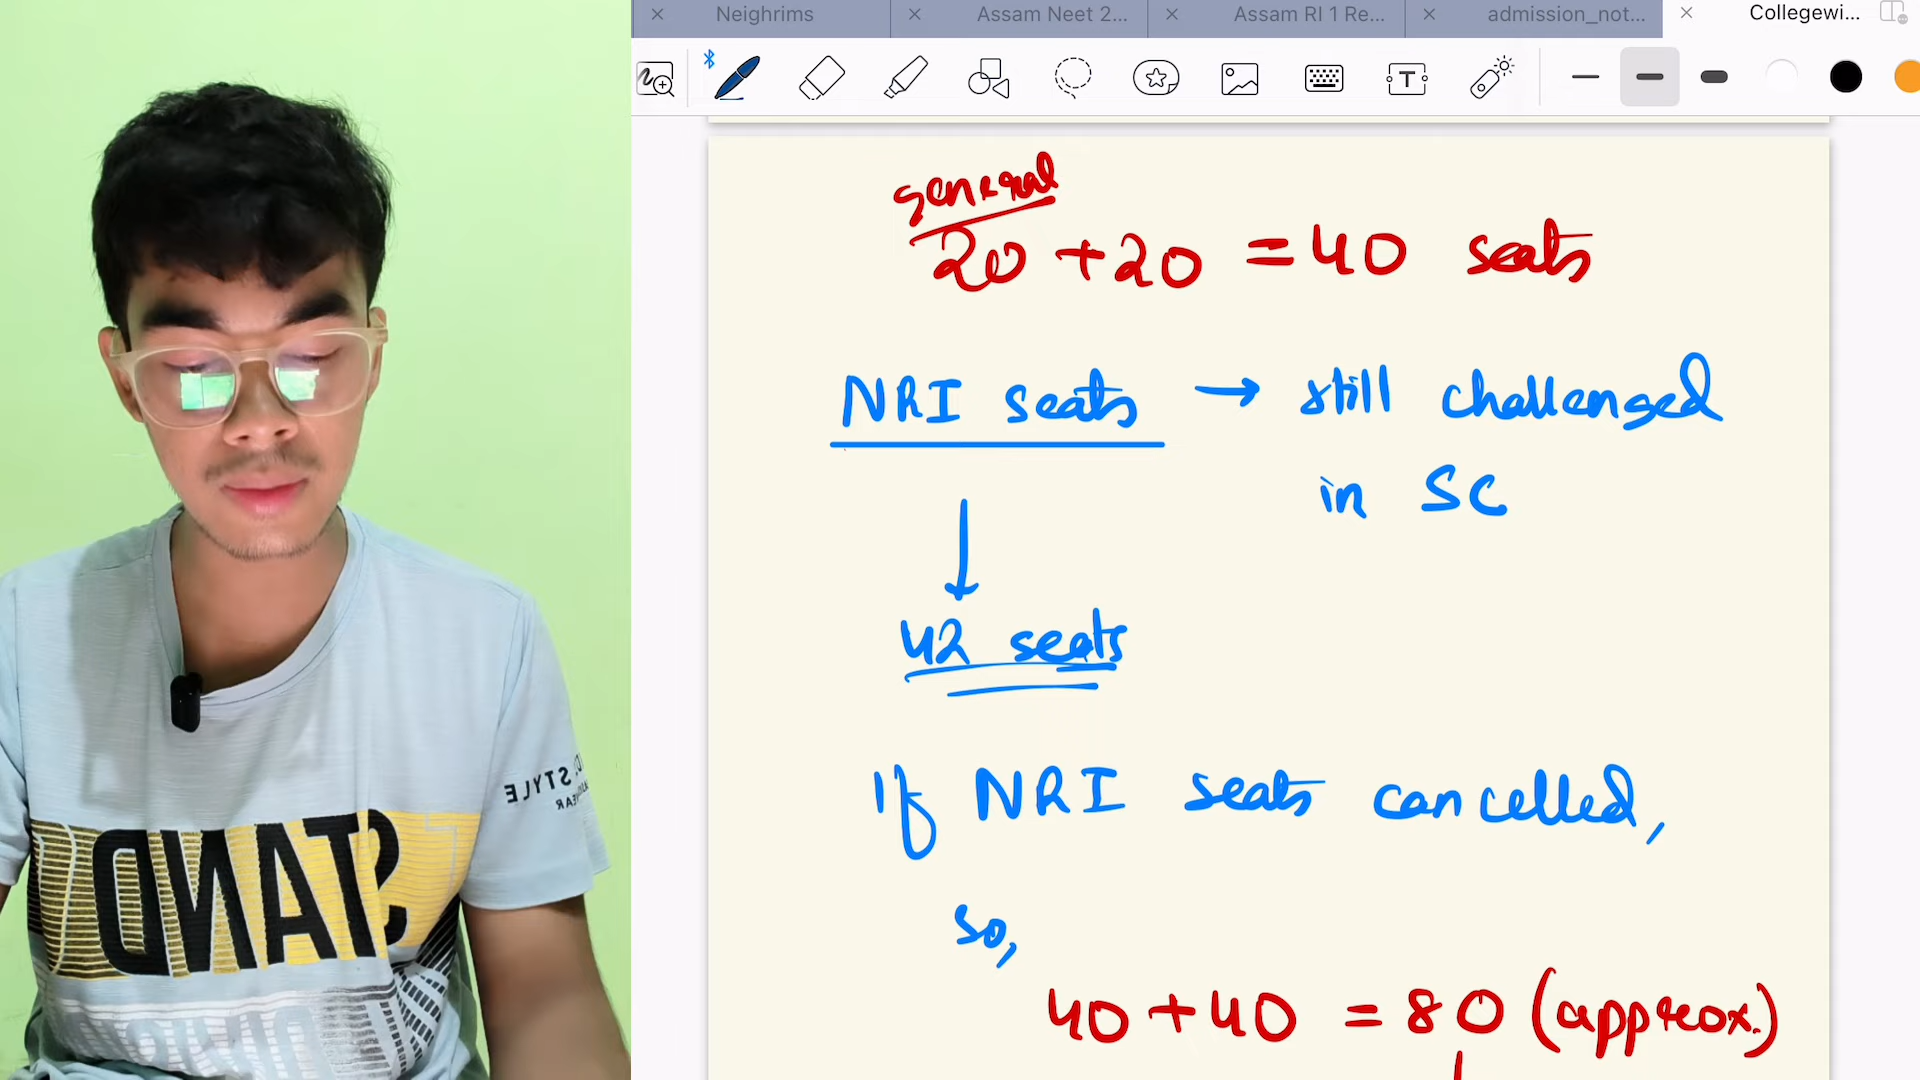 Neighrims
Assam Neet 2...
Assam RI 1 Re...
admission_not...
Collegewi...
general
20 + 20 = 40 seats
NRI seats → still challenged
in SC
42 seats
If NRI seats cancelled,
so,
40 + 40 = 80 (approx.)
STYLE
STAND